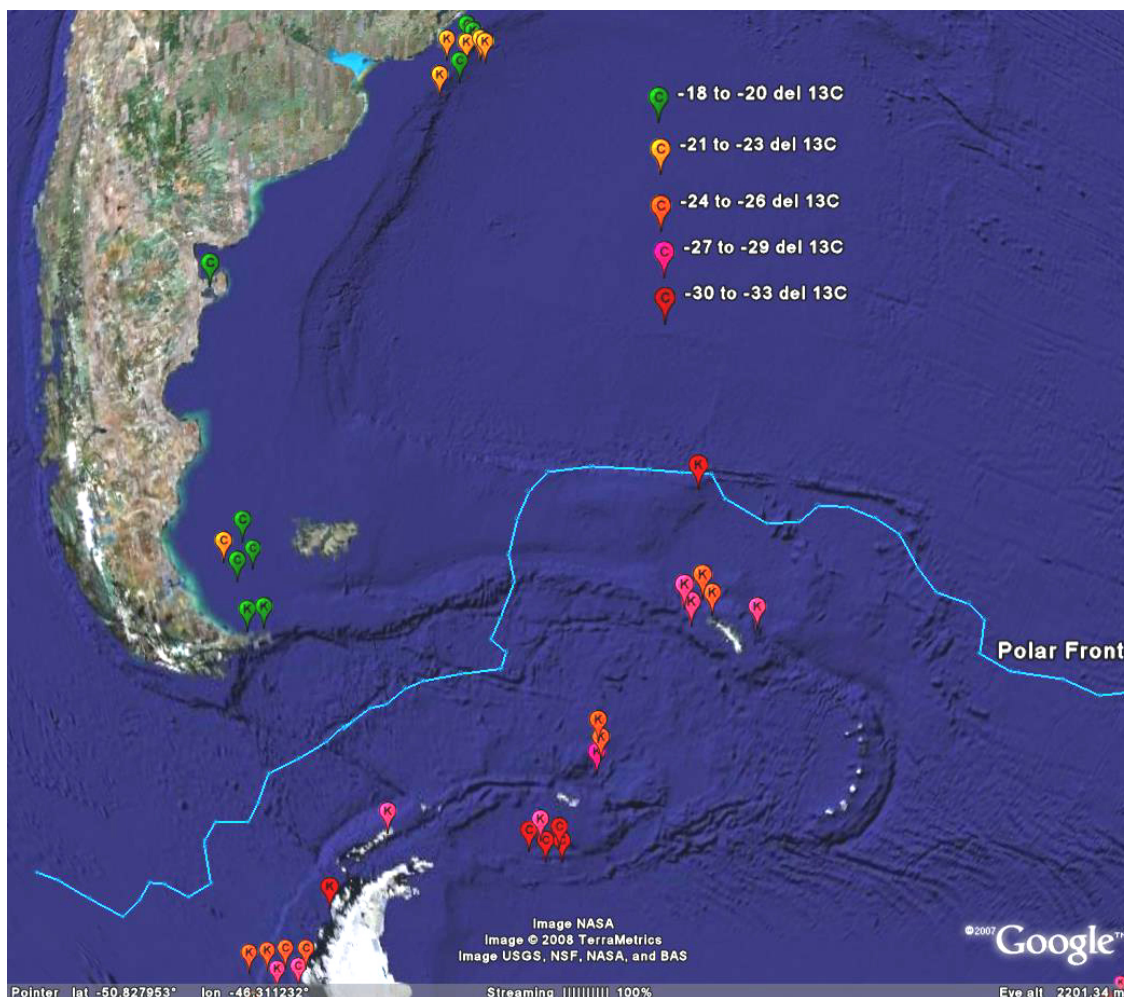 -18 to -20 del 13C
-21 to -23 del 13C
-24 to -26 del 13C
-27 to -29 del 13C
-30 to -33 del 13C
Polar Front
Image NASA
Image © 2008 TerraMetrics
Image USGS, NSF, NASA, and BAS
©2007 Google™
Pointer lat -50.827953° lon -46.311232° Streaming |||||||||| 100% Eye alt 2201.34 m